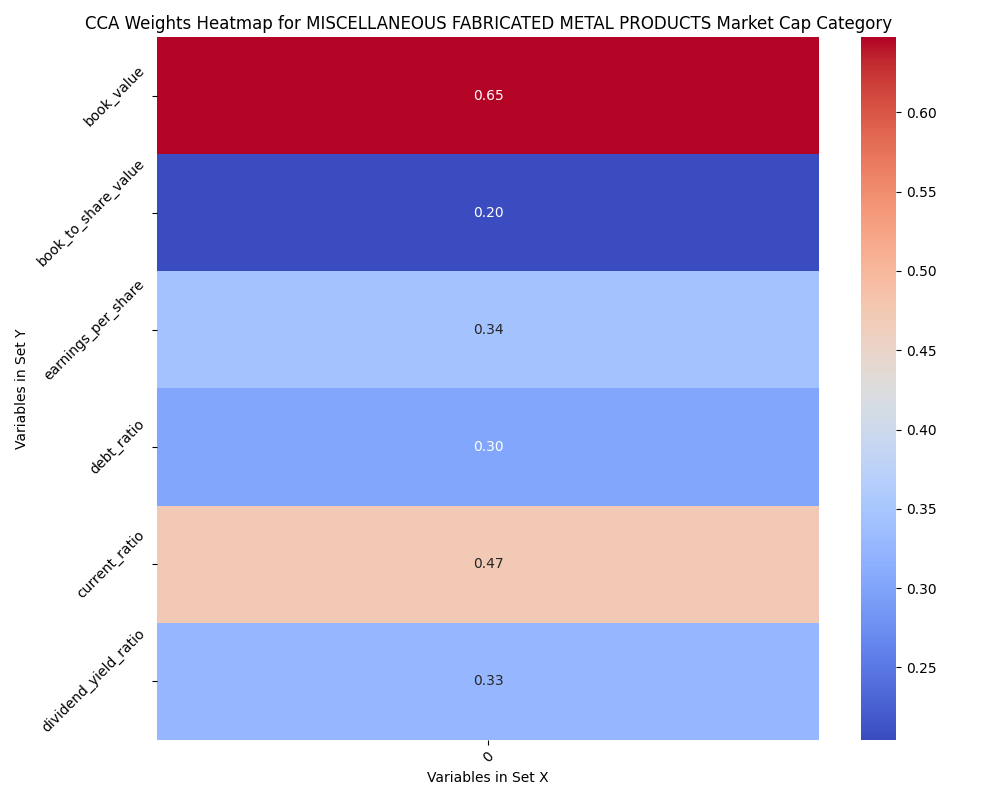 CCA Weights Heatmap for MISCELLANEOUS FABRICATED METAL PRODUCTS Market Cap Category
Variables in Set Y
book_value
0.65
book_to_share_value
0.20
earnings_per_share
0.34
debt_ratio
0.30
current_ratio
0.47
dividend_yield_ratio
0.33
0
Variables in Set X
0.60
0.55
0.50
0.45
0.40
0.35
0.30
0.25